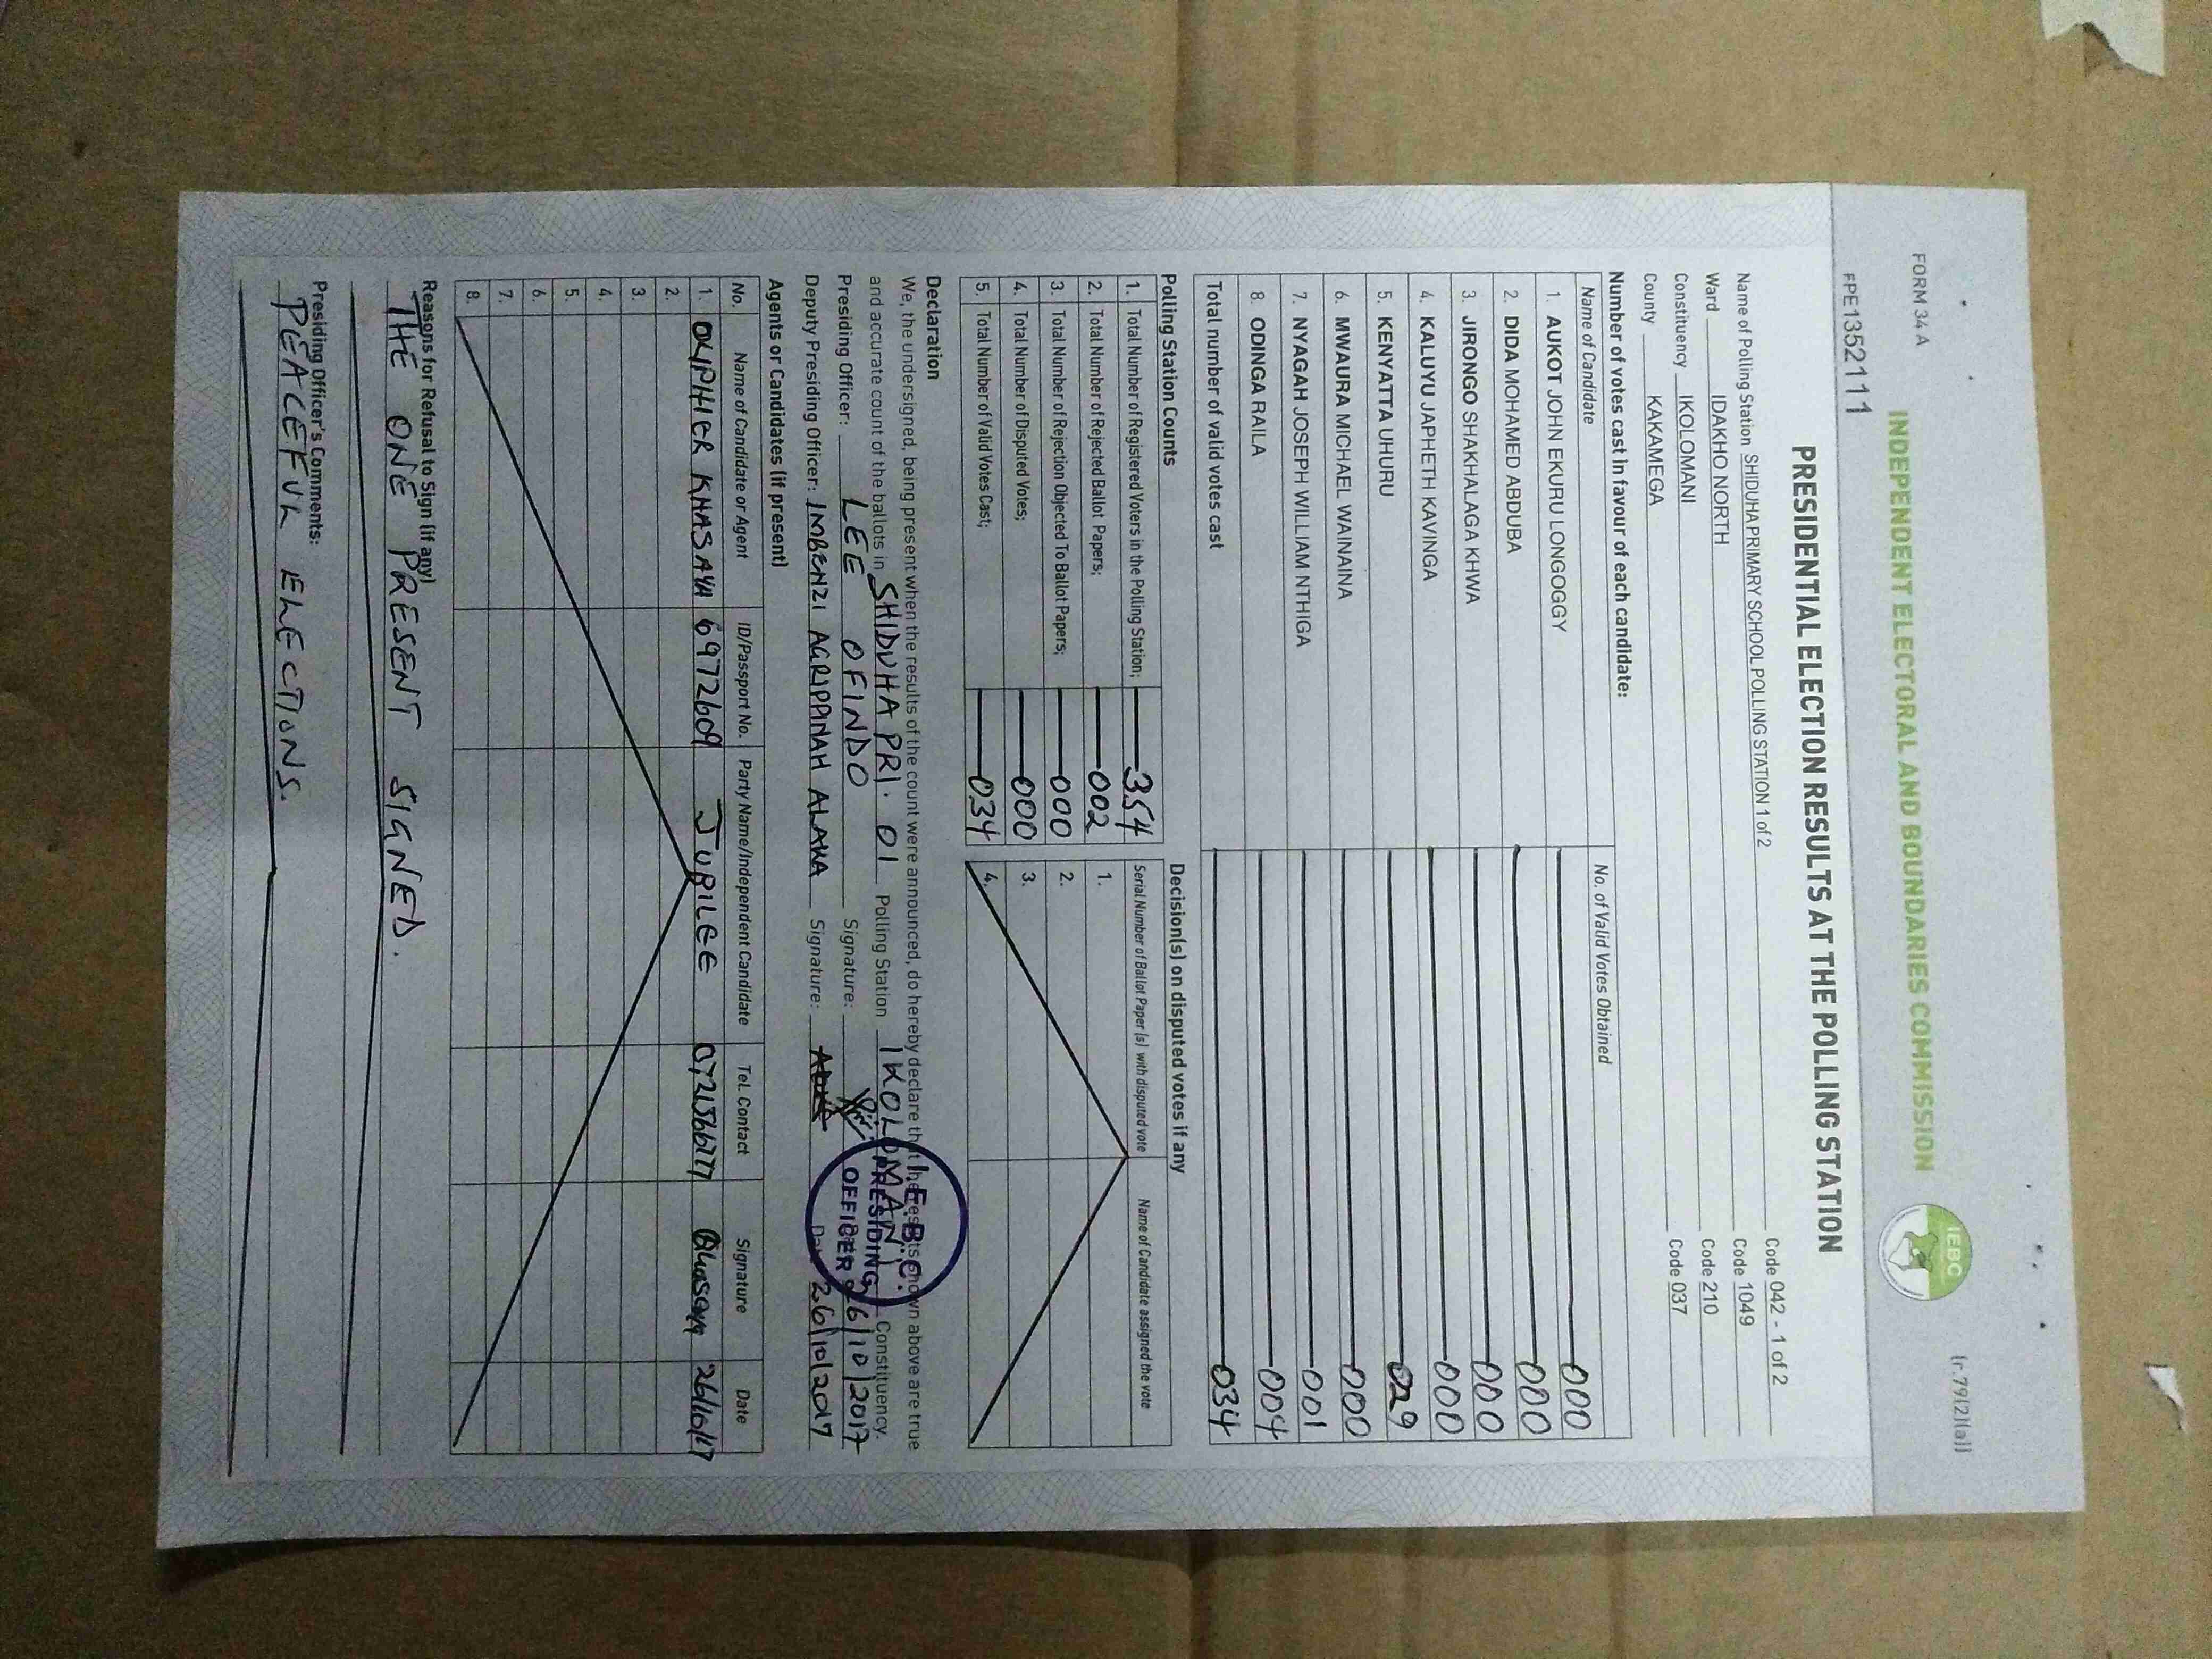 FORM 34 A
(r.79(2)(a))
INDEPENDENT ELECTORAL AND BOUNDARIES COMMISSION
IEBC
FPE1352111
PRESIDENTIAL ELECTION RESULTS AT THE POLLING STATION
Name of Polling Station SHIDUHA PRIMARY SCHOOL POLLING STATION 1 of 2 Code 042 - 1 of 2
Ward IDAKHO NORTH Code 1049
Constituency IKOLOMANI Code 210
County KAKAMEGA Code 037
Number of votes cast in favour of each candidate:
Name of Candidate No. of Valid Votes Obtained
1. AUKOT JOHN EKURU LONGOGGY 000
2. DIDA MOHAMED ABDUBA 000
3. JIRONGO SHAKHALAGA KHWA 000
4. KALUYU JAPHETH KAVINGA 000
5. KENYATTA UHURU 029
6. MWAURA MICHAEL WAINAINA 000
7. NYAGAH JOSEPH WILLIAM NTHIGA 001
8. ODINGA RAILA 004
Total number of valid votes cast 034
Polling Station Counts
1. Total Number of Registered Voters in the Polling Station; 354
2. Total Number of Rejected Ballot Papers; 002
3. Total Number of Rejection Objected To Ballot Papers; 000
4. Total Number of Disputed Votes; 000
5. Total Number of Valid Votes Cast; 034
Decision(s) on disputed votes if any
Serial Number of Ballot Paper (s) with disputed vote Name of Candidate assigned the vote
1.
2.
3.
4.
Declaration
We, the undersigned, being present when the results of the count were announced, do hereby declare that the results shown above are true
and accurate count of the ballots in SHIDUHA PRI. 01 Polling Station IKOLOMANI Constituency.
Presiding Officer: LEE OFINDO Signature: 26/10/2017
Deputy Presiding Officer: IMBENZI AGRIPPINAH ALAKA Signature: Date 26/10/2017
I.E.B.C.
PRESIDING
OFFICER
Agents or Candidates (if present)
No. Name of Candidate or Agent ID/Passport No. Party Name/Independent Candidate Tel. Contact Signature Date
1. KHASAYA 6972609 JUBILEE 26/10/17
2.
3.
4.
5.
6.
7.
8.
Reasons for Refusal to Sign (if any)
THE ONE PRESENT SIGNED.
Presiding Officer's Comments:
PEACEFUL ELECTIONS.